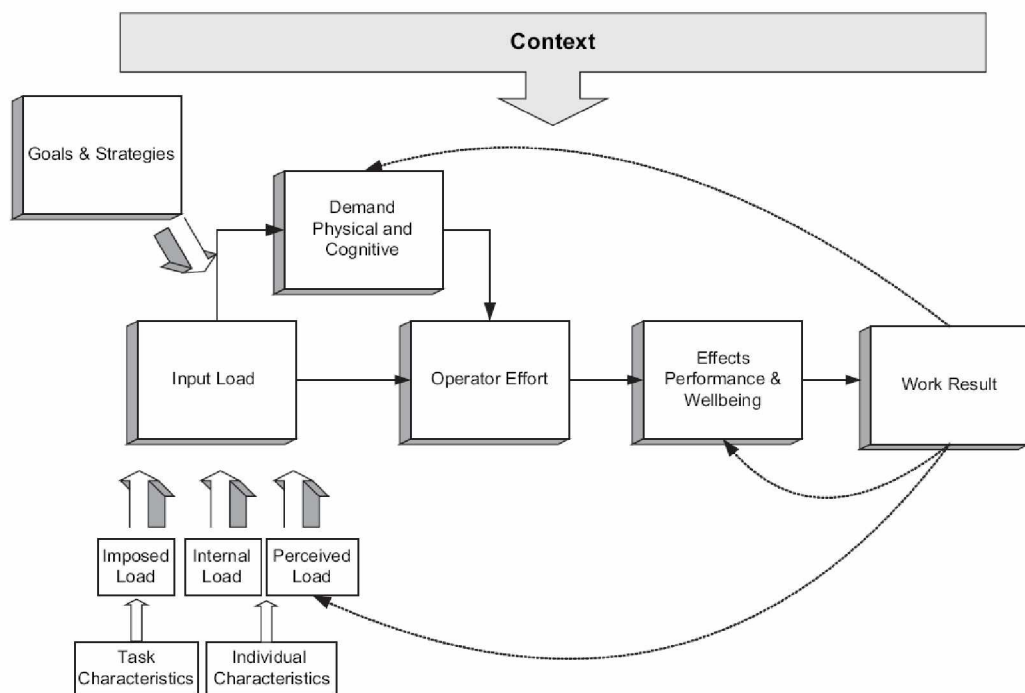 Context
Goals & Strategies
Demand
Physical and
Cognitive
Input Load
Operator Effort
Effects
Performance &
Wellbeing
Work Result
Imposed
Load
Internal
Load
Perceived
Load
Task
Characteristics
Individual
Characteristics